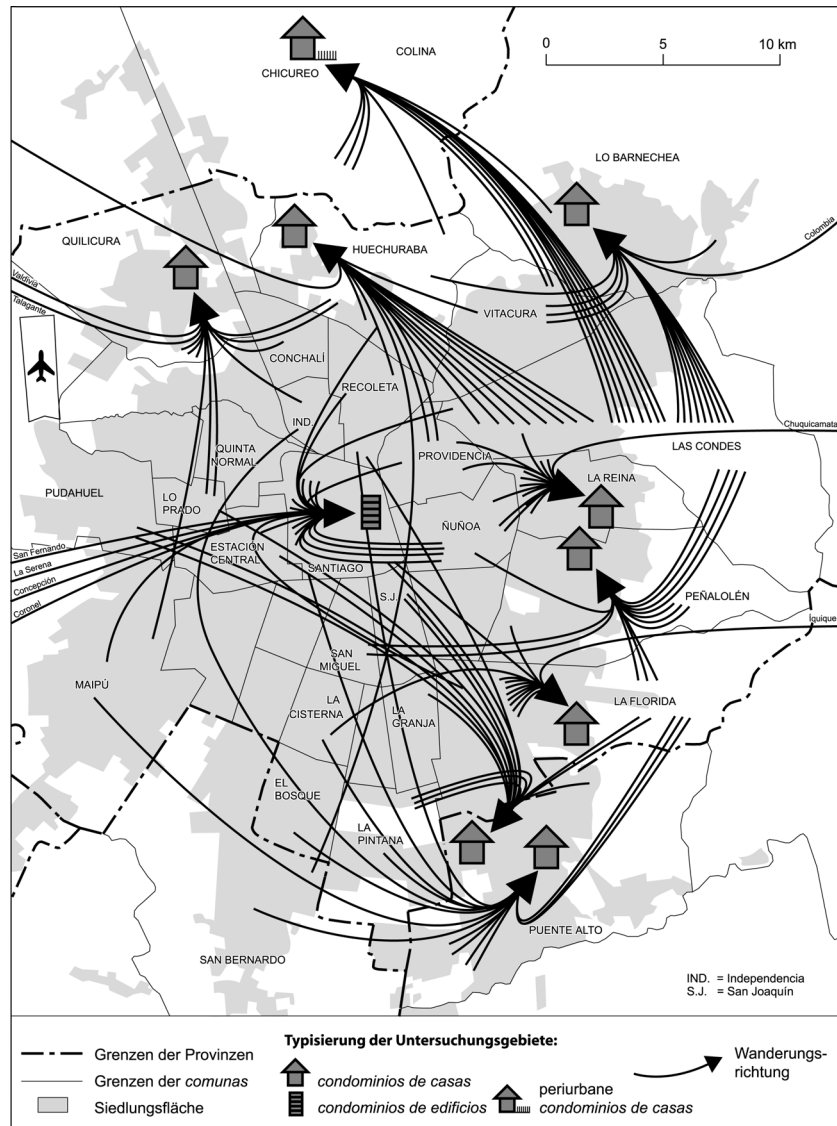 COLINA
0 5 10 km
CHICUREO
LO BARNECHEA
QUILICURA
HUECHURABA
Colombia
Valdivia
Talagante
VITACURA
CONCHALÍ
RECOLETA
IND.
Chuquicamata
PROVIDENCIA
LAS CONDES
QUINTA
NORMAL
LA REINA
PUDAHUEL
LO
PRADO
ÑUÑOA
ESTACIÓN
CENTRAL
San Fernando
La Serena
Concepción
Coronel
SANTIAGO
S.J.
PEÑALOLÉN
Iquique
SAN
MIGUEL
MAIPÚ
LA
CISTERNA
LA
GRANJA
LA FLORIDA
EL
BOSQUE
LA
PINTANA
PUENTE ALTO
SAN BERNARDO
IND. = Independencia
S.J. = San Joaquín
Typisierung der Untersuchungsgebiete:
Grenzen der Provinzen
Grenzen der comunas
Siedlungsfläche
condominios de casas
condominios de edificios
periurbane
condominios de casas
Wanderungs-
richtung